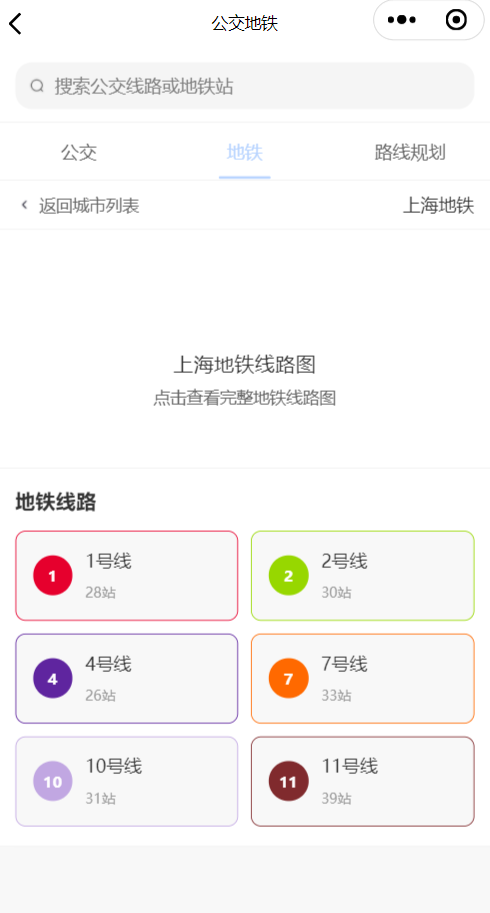 公交地铁
搜索公交线路或地铁站
公交 地铁 路线规划
返回城市列表 上海地铁
上海地铁线路图
点击查看完整地铁线路图
地铁线路
1 1号线
28站
2 2号线
30站
4 4号线
26站
7 7号线
33站
10 10号线
31站
11 11号线
39站